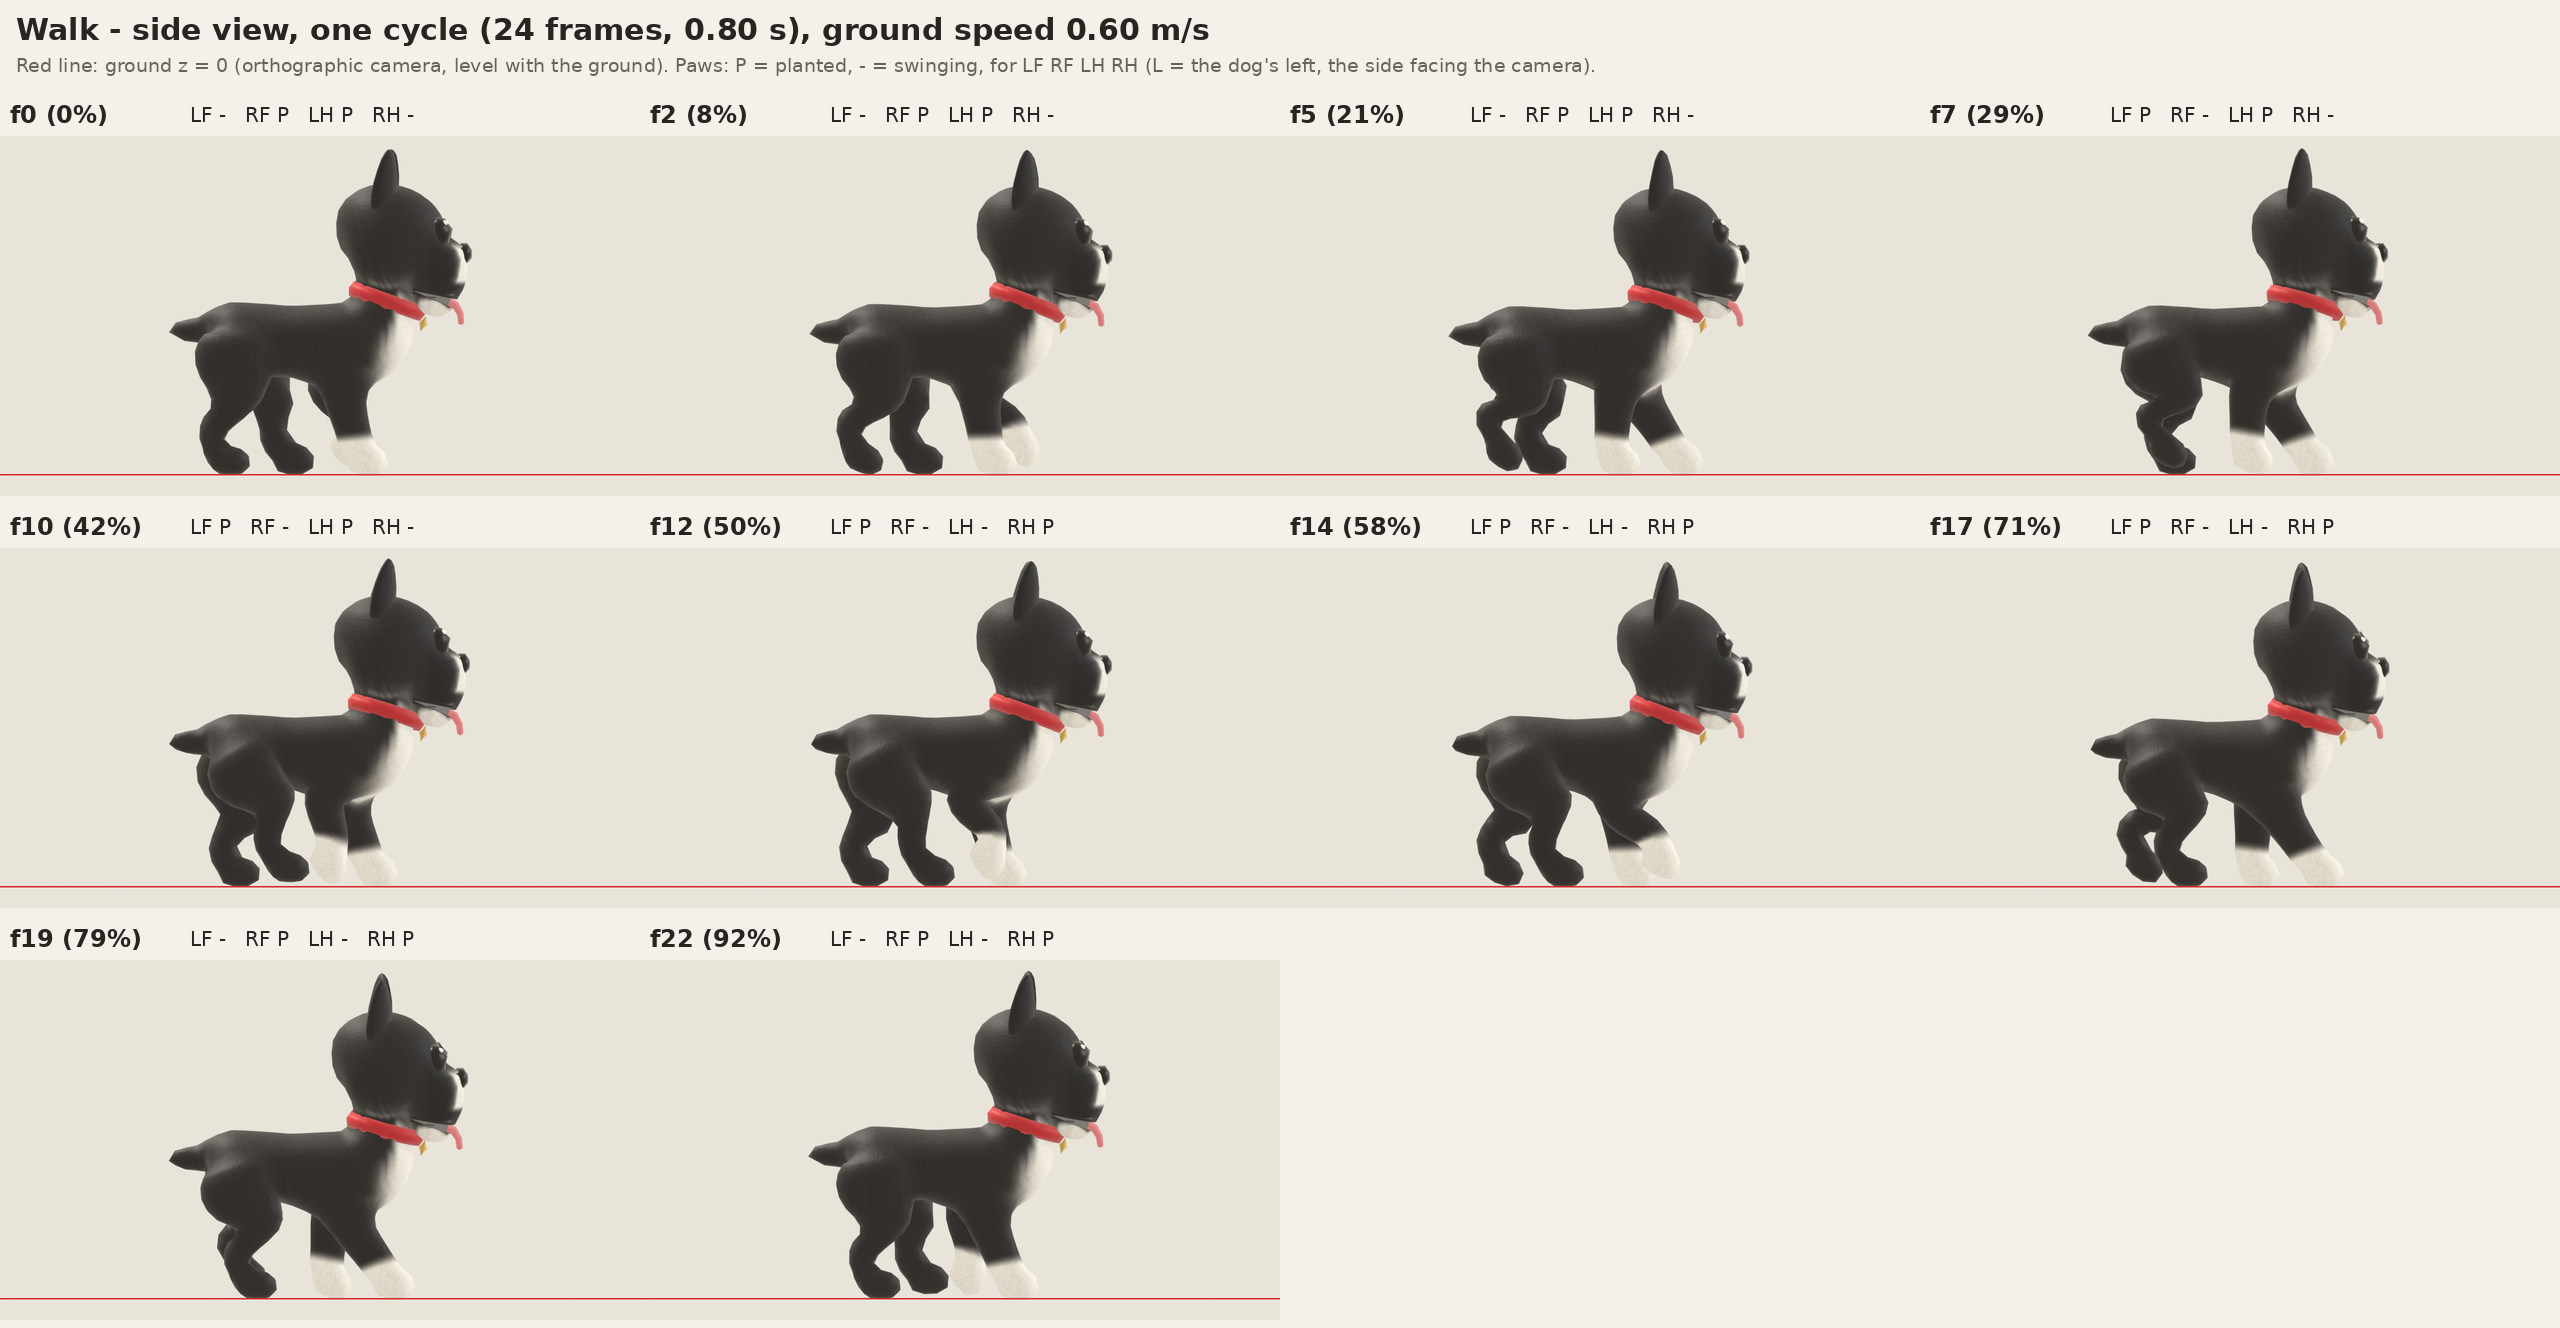 Walk - side view, one cycle (24 frames, 0.80 s), ground speed 0.60 m/s
Red line: ground z = 0 (orthographic camera, level with the ground). Paws: P = planted, - = swinging, for LF RF LH RH (L = the dog's left, the side facing the camera).
f0 (0%) LF - RF P LH P RH -
f2 (8%) LF - RF P LH P RH -
f5 (21%) LF - RF P LH P RH -
f7 (29%) LF P RF - LH P RH -
f10 (42%) LF P RF - LH P RH -
f12 (50%) LF P RF - LH - RH P
f14 (58%) LF P RF - LH - RH P
f17 (71%) LF P RF - LH - RH P
f19 (79%) LF - RF P LH - RH P
f22 (92%) LF - RF P LH - RH P